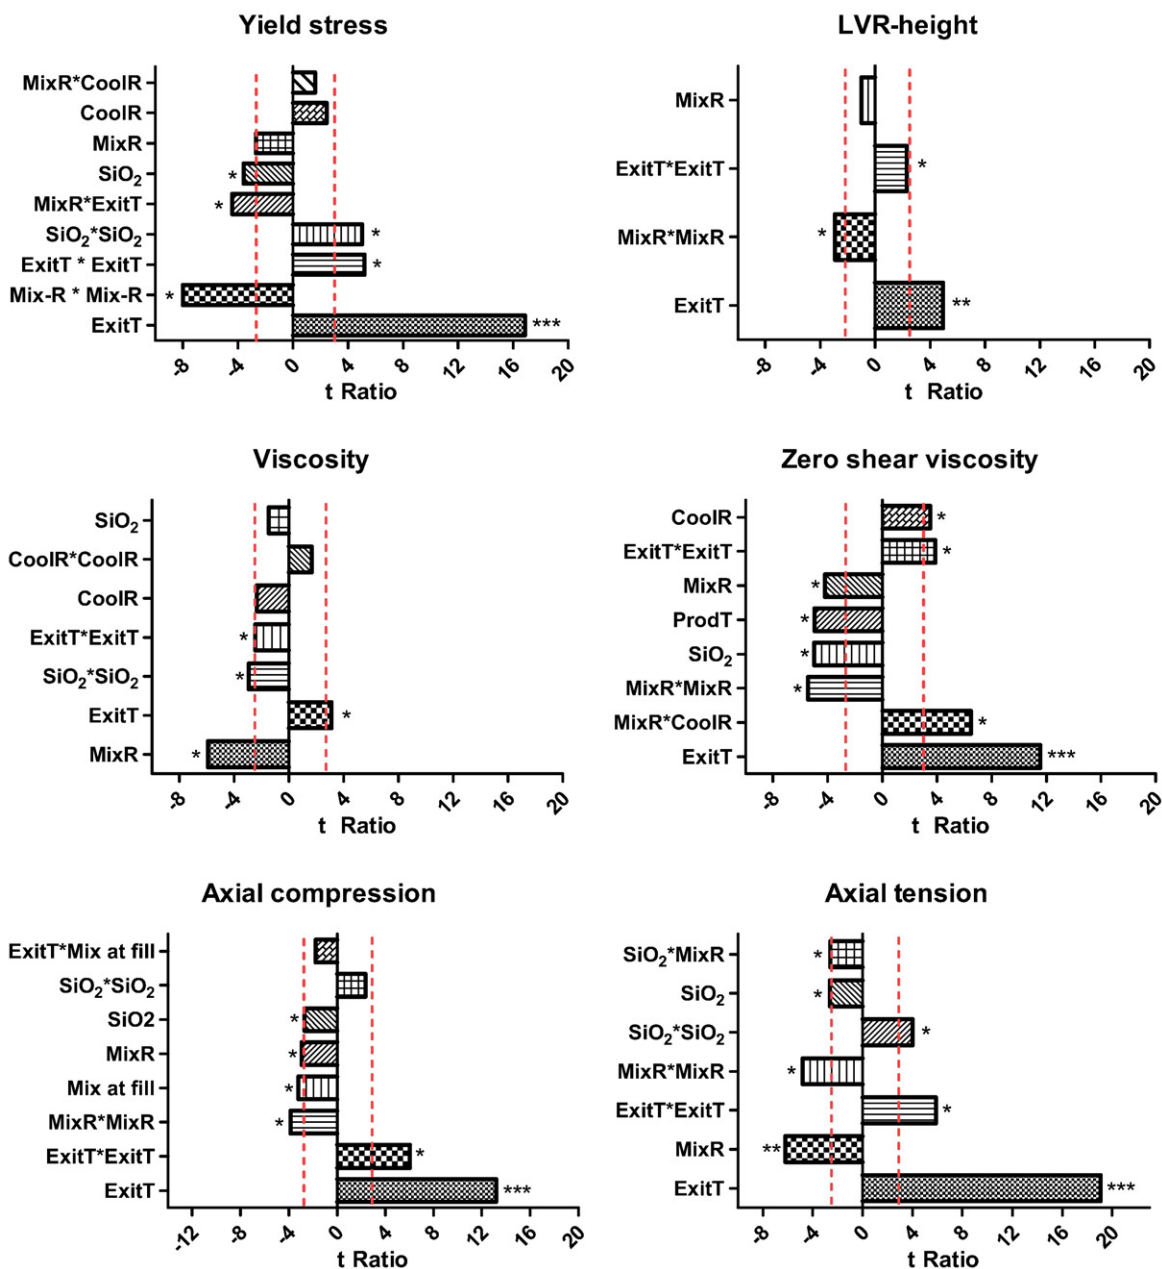 Yield stress
MixR*CoolR
CoolR
MixR
SiO₂
*
MixR*ExitT
*
SiO₂*SiO₂
*
ExitT * ExitT
*
Mix-R * Mix-R
*
ExitT
***
-8 -4 0 4 8 12 16 20
t Ratio
LVR-height
MixR
ExitT*ExitT
*
MixR*MixR
*
ExitT
**
-8 -4 0 4 8 12 16 20
t Ratio
Viscosity
SiO₂
CoolR*CoolR
CoolR
ExitT*ExitT
*
SiO₂*SiO₂
*
ExitT
*
MixR
*
-8 -4 0 4 8 12 16 20
t Ratio
Zero shear viscosity
CoolR
*
ExitT*ExitT
*
MixR
*
ProdT
*
SiO₂
*
MixR*MixR
*
MixR*CoolR
*
ExitT
***
-8 -4 0 4 8 12 16 20
t Ratio
Axial compression
ExitT*Mix at fill
SiO₂*SiO₂
SiO2
*
MixR
*
Mix at fill
*
MixR*MixR
*
ExitT*ExitT
*
ExitT
***
-12 -8 -4 0 4 8 12 16 20
t Ratio
Axial tension
SiO₂*MixR
*
SiO₂
*
SiO₂*SiO₂
*
MixR*MixR
*
ExitT*ExitT
*
MixR
**
ExitT
***
-8 -4 0 4 8 12 16 20
t Ratio